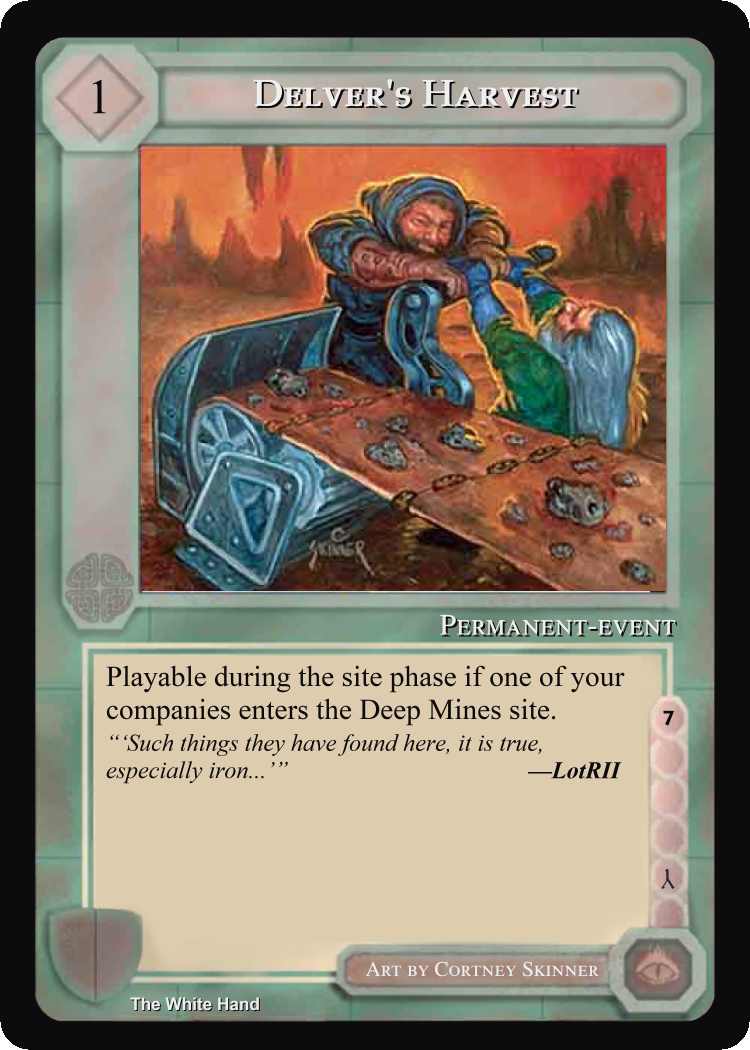 1
Delver's Harvest
C
SKINNER
Permanent-event
Playable during the site phase if one of your
companies enters the Deep Mines site.
“‘Such things they have found here, it is true,
especially iron...’” —LotRII
7
Art by Cortney Skinner
The White Hand